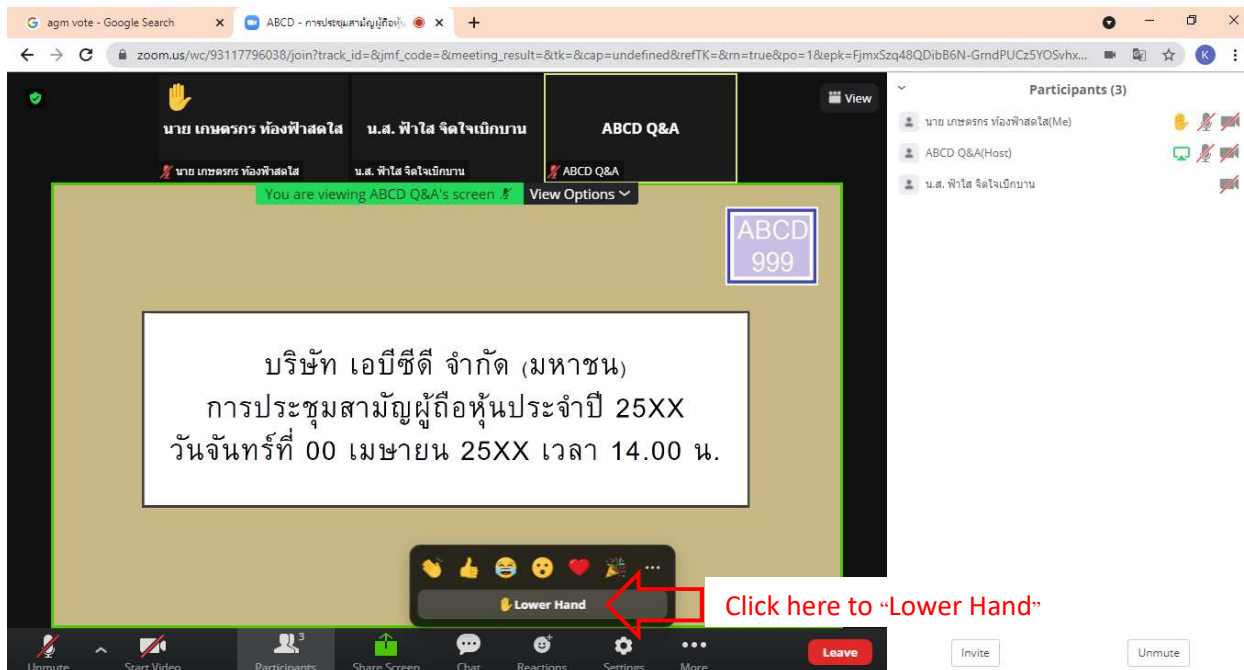 agm vote - Google Search
ABCD - การประชุมสามัญผู้ถือหุ้น
zoom.us/wc/93117796038/join?track_id=&jmf_code=&meeting_result=&tk=&cap=undefined&refTK=&rn=true&po=1&epk=FjmxSzq48QDibB6N-GrndPUCz5YOSvhx...
K
นาย เกษตรกร ท้องฟ้าสดใส
น.ส. ฟ้าใส จิตใจเบิกบาน
ABCD Q&A
View
นาย เกษตรกร ท้องฟ้าสดใส
น.ส. ฟ้าใส จิตใจเบิกบาน
ABCD Q&A
You are viewing ABCD Q&A's screen
View Options
ABCD
999
บริษัท เอบีซีดี จำกัด (มหาชน)
การประชุมสามัญผู้ถือหุ้นประจำปี 25XX
วันจันทร์ที่ 00 เมษายน 25XX เวลา 14.00 น.
Lower Hand
Click here to “Lower Hand”
Unmute
Start Video
Participants
3
Share Screen
Chat
Reactions
Settings
More
Leave
Participants (3)
นาย เกษตรกร ท้องฟ้าสดใส(Me)
ABCD Q&A(Host)
น.ส. ฟ้าใส จิตใจเบิกบาน
Invite
Unmute